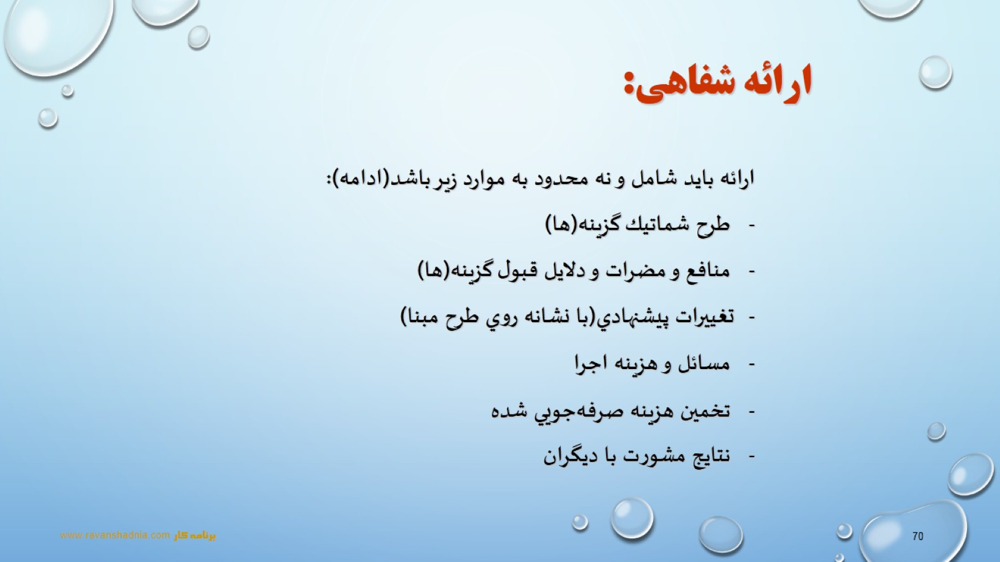 ارائه شفاهی:
ارائه بايد شامل و نه محدود به موارد زير باشد(ادامه):
- طرح شماتيك گزينه(ها)
- منافع و مضرات و دلايل قبول گزينه(ها)
- تغييرات پيشنهادي(با نشانه روي طرح مبنا)
- مسائل و هزينه اجرا
- تخمين هزينه صرفه‌جويي شده
- نتايج مشورت با ديگران
برنامه کار www.ravanshadnia.com
70